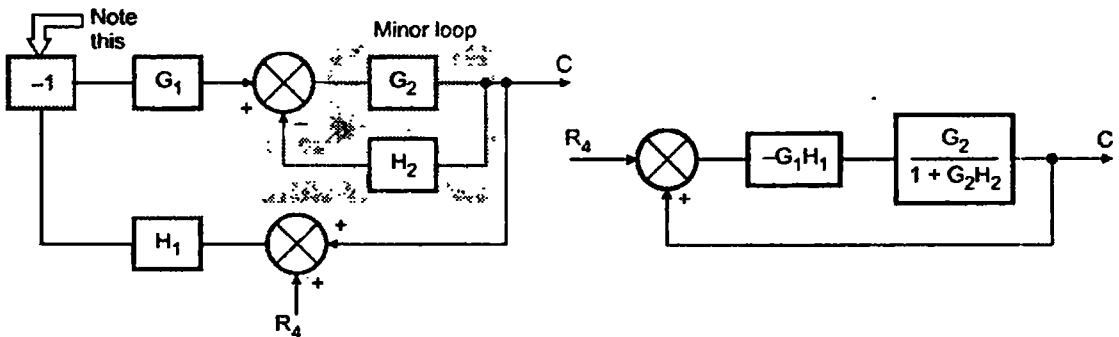 Note
this
Minor loop
–1
G₁
G₂
C
+
–
H₂
H₁
+
+
R₄
R₄
–G₁H₁
G₂
1 + G₂H₂
C
+